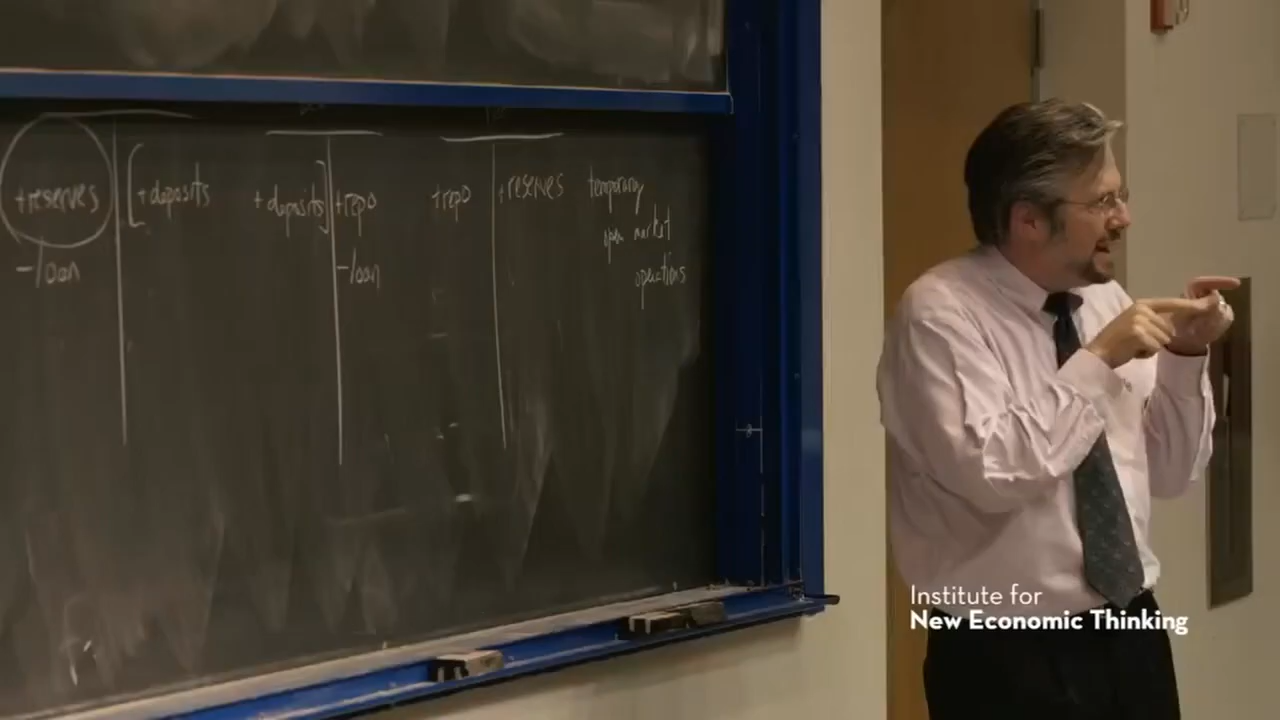 +reserves
-loan
[+deposits
+deposits]
+repo
-loan
+repo
+reserves
temporary
open market
operations
Institute for
New Economic Thinking